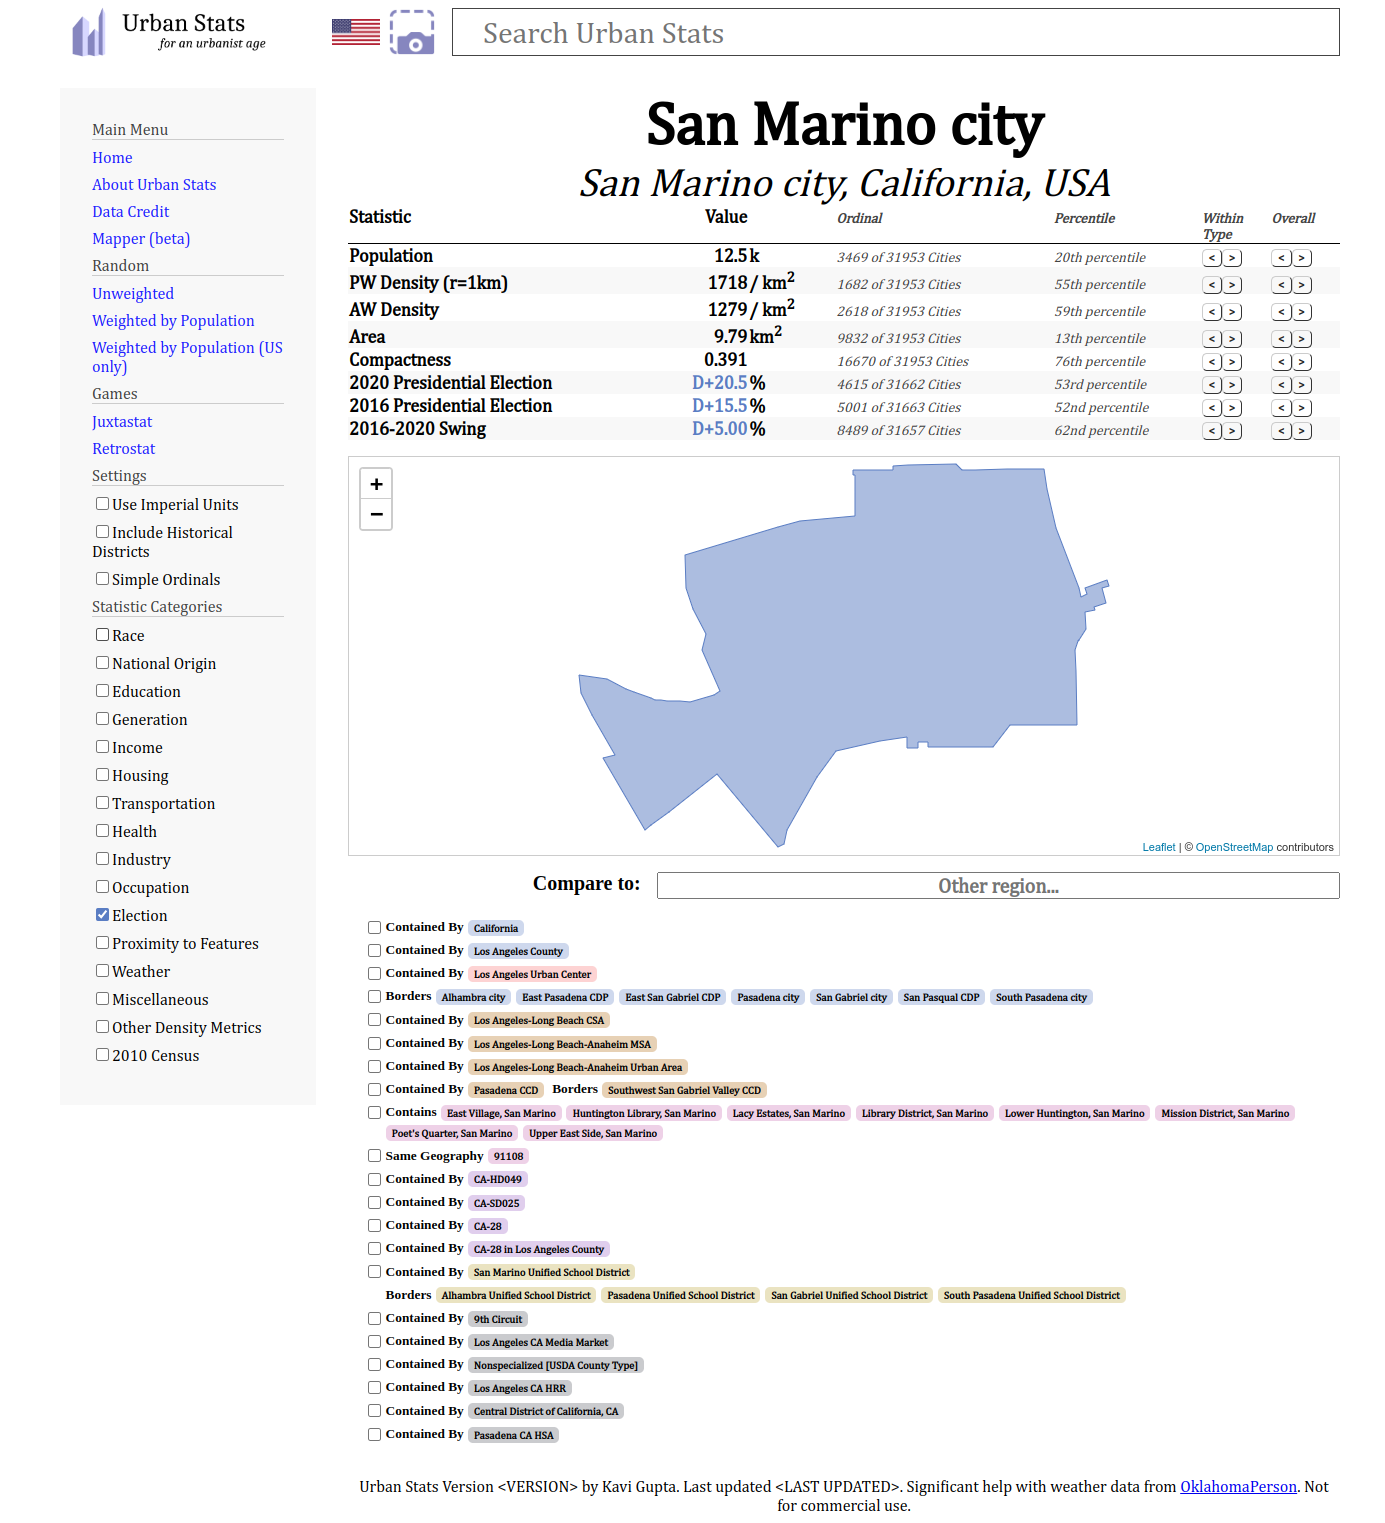 Urban Stats
for an urbanist age
Search Urban Stats
Main Menu
Home
About Urban Stats
Data Credit
Mapper (beta)
Random
Unweighted
Weighted by Population
Weighted by Population (US
only)
Games
Juxtastat
Retrostat
Settings
Use Imperial Units
Include Historical
Districts
Simple Ordinals
Statistic Categories
Race
National Origin
Education
Generation
Income
Housing
Transportation
Health
Industry
Occupation
Election
Proximity to Features
Weather
Miscellaneous
Other Density Metrics
2010 Census
San Marino city
San Marino city, California, USA
Statistic Value Ordinal Percentile Within Type Overall
Population 12.5 k 3469 of 31953 Cities 20th percentile < > < >
PW Density (r=1km) 1718 / km² 1682 of 31953 Cities 55th percentile < > < >
AW Density 1279 / km² 2618 of 31953 Cities 59th percentile < > < >
Area 9.79 km² 9832 of 31953 Cities 13th percentile < > < >
Compactness 0.391 16670 of 31953 Cities 76th percentile < > < >
2020 Presidential Election D+20.5 % 4615 of 31662 Cities 53rd percentile < > < >
2016 Presidential Election D+15.5 % 5001 of 31663 Cities 52nd percentile < > < >
2016-2020 Swing D+5.00 % 8489 of 31657 Cities 62nd percentile < > < >
+
−
Leaflet | © OpenStreetMap contributors
Compare to: Other region...
Contained By California
Contained By Los Angeles County
Contained By Los Angeles Urban Center
Borders Alhambra city East Pasadena CDP East San Gabriel CDP Pasadena city San Gabriel city San Pasqual CDP South Pasadena city
Contained By Los Angeles-Long Beach CSA
Contained By Los Angeles-Long Beach-Anaheim MSA
Contained By Los Angeles-Long Beach-Anaheim Urban Area
Contained By Pasadena CCD Borders Southwest San Gabriel Valley CCD
Contains East Village, San Marino Huntington Library, San Marino Lacy Estates, San Marino Library District, San Marino Lower Huntington, San Marino Mission District, San Marino
Poet's Quarter, San Marino Upper East Side, San Marino
Same Geography 91108
Contained By CA-HD049
Contained By CA-SD025
Contained By CA-28
Contained By CA-28 in Los Angeles County
Contained By San Marino Unified School District
Borders Alhambra Unified School District Pasadena Unified School District San Gabriel Unified School District South Pasadena Unified School District
Contained By 9th Circuit
Contained By Los Angeles CA Media Market
Contained By Nonspecialized [USDA County Type]
Contained By Los Angeles CA HRR
Contained By Central District of California, CA
Contained By Pasadena CA HSA
Urban Stats Version <VERSION> by Kavi Gupta. Last updated <LAST UPDATED>. Significant help with weather data from OklahomaPerson. Not
for commercial use.